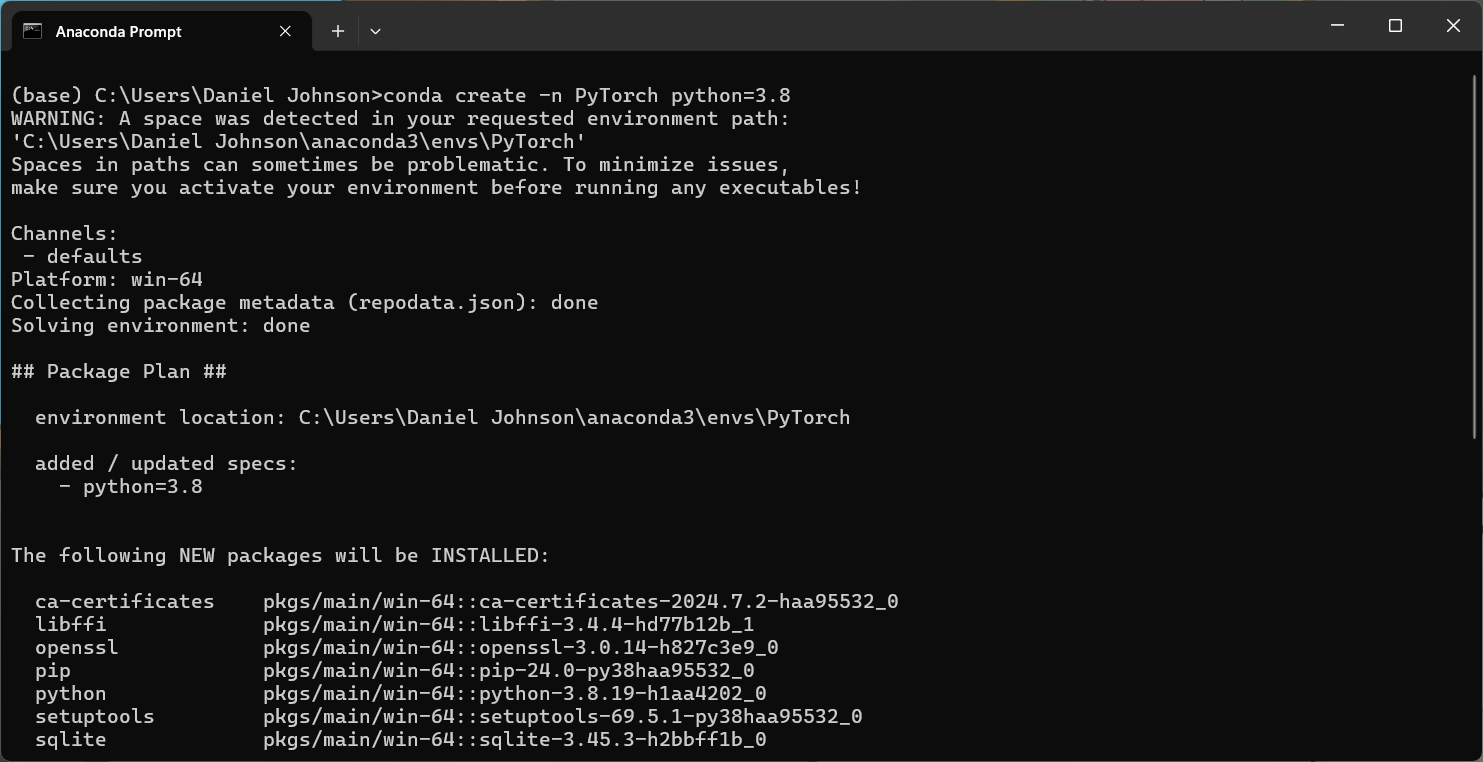 Anaconda Prompt
(base) C:\Users\Daniel Johnson>conda create -n PyTorch python=3.8
WARNING: A space was detected in your requested environment path:
'C:\Users\Daniel Johnson\anaconda3\envs\PyTorch'
Spaces in paths can sometimes be problematic. To minimize issues,
make sure you activate your environment before running any executables!
Channels:
 - defaults
Platform: win-64
Collecting package metadata (repodata.json): done
Solving environment: done
## Package Plan ##
  environment location: C:\Users\Daniel Johnson\anaconda3\envs\PyTorch
  added / updated specs:
    - python=3.8
The following NEW packages will be INSTALLED:
  ca-certificates    pkgs/main/win-64::ca-certificates-2024.7.2-haa95532_0
  libffi             pkgs/main/win-64::libffi-3.4.4-hd77b12b_1
  openssl            pkgs/main/win-64::openssl-3.0.14-h827c3e9_0
  pip                pkgs/main/win-64::pip-24.0-py38haa95532_0
  python             pkgs/main/win-64::python-3.8.19-h1aa4202_0
  setuptools         pkgs/main/win-64::setuptools-69.5.1-py38haa95532_0
  sqlite             pkgs/main/win-64::sqlite-3.45.3-h2bbff1b_0